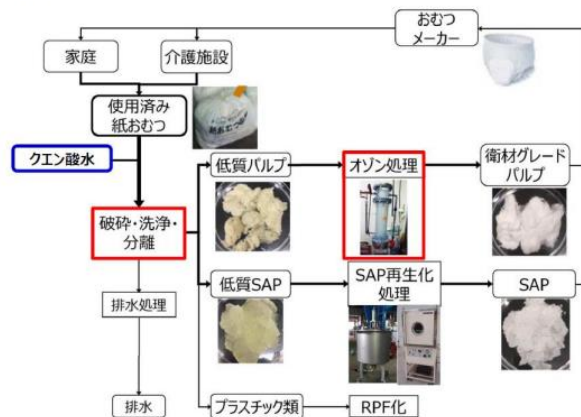 おむつ
メーカー
家庭
介護施設
使用済み
紙おむつ
クエン酸水
低質パルプ
オゾン処理
衛材グレード
パルプ
破砕・洗浄・
分離
低質SAP
SAP再生化
処理
SAP
排水処理
排水
プラスチック類
RPF化